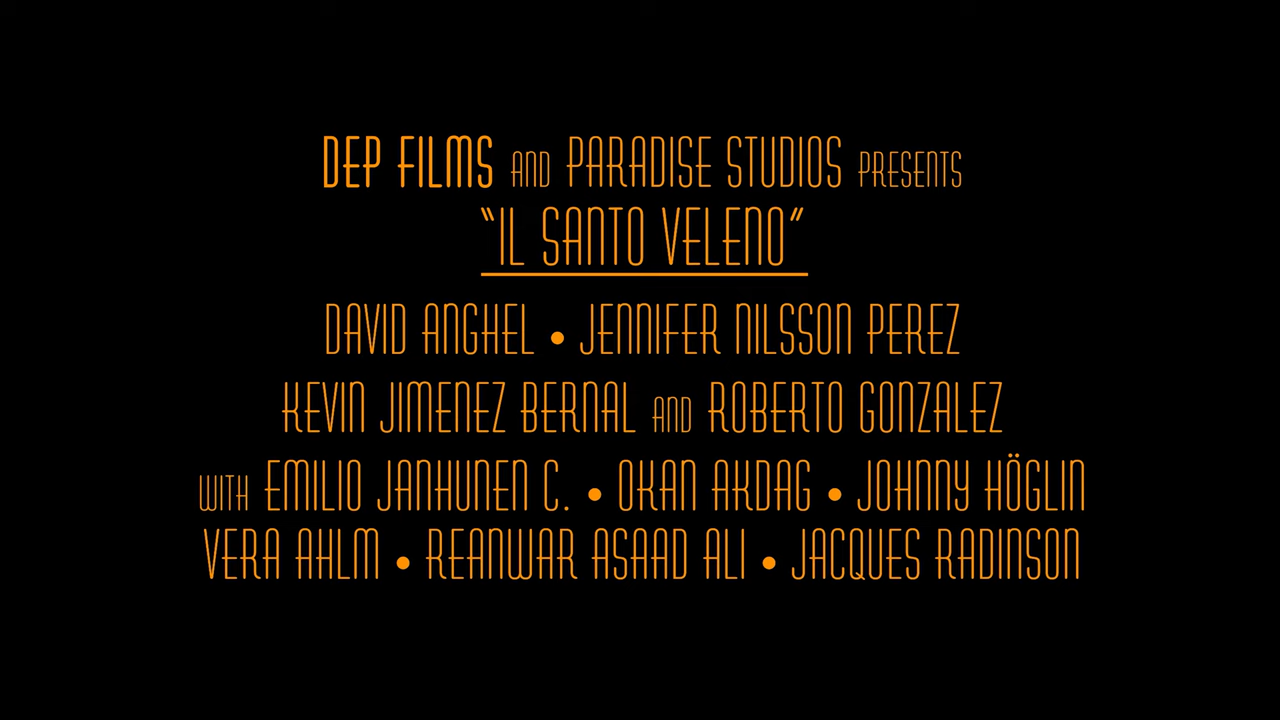 DEP FILMS AND PARADISE STUDIOS PRESENTS
"IL SANTO VELENO"
DAVID ANGHEL • JENNIFER NILSSON PEREZ
KEVIN JIMENEZ BERNAL AND ROBERTO GONZALEZ
WITH EMILIO JANHUNEN C. • OKAN AKDAG • JOHNNY HÖGLIN
VERA AHLM • REANWAR ASAAD ALI • JACQUES RADINSON